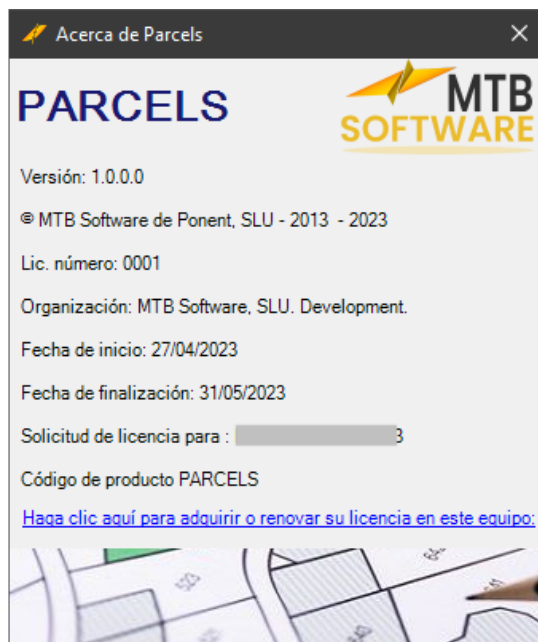 Acerca de Parcels
PARCELS
MTB
SOFTWARE
Versión: 1.0.0.0
© MTB Software de Ponent, SLU - 2013 - 2023
Lic. número: 0001
Organización: MTB Software, SLU. Development.
Fecha de inicio: 27/04/2023
Fecha de finalización: 31/05/2023
Solicitud de licencia para : 3
Código de producto PARCELS
Haga clic aquí para adquirir o renovar su licencia en este equipo:
523